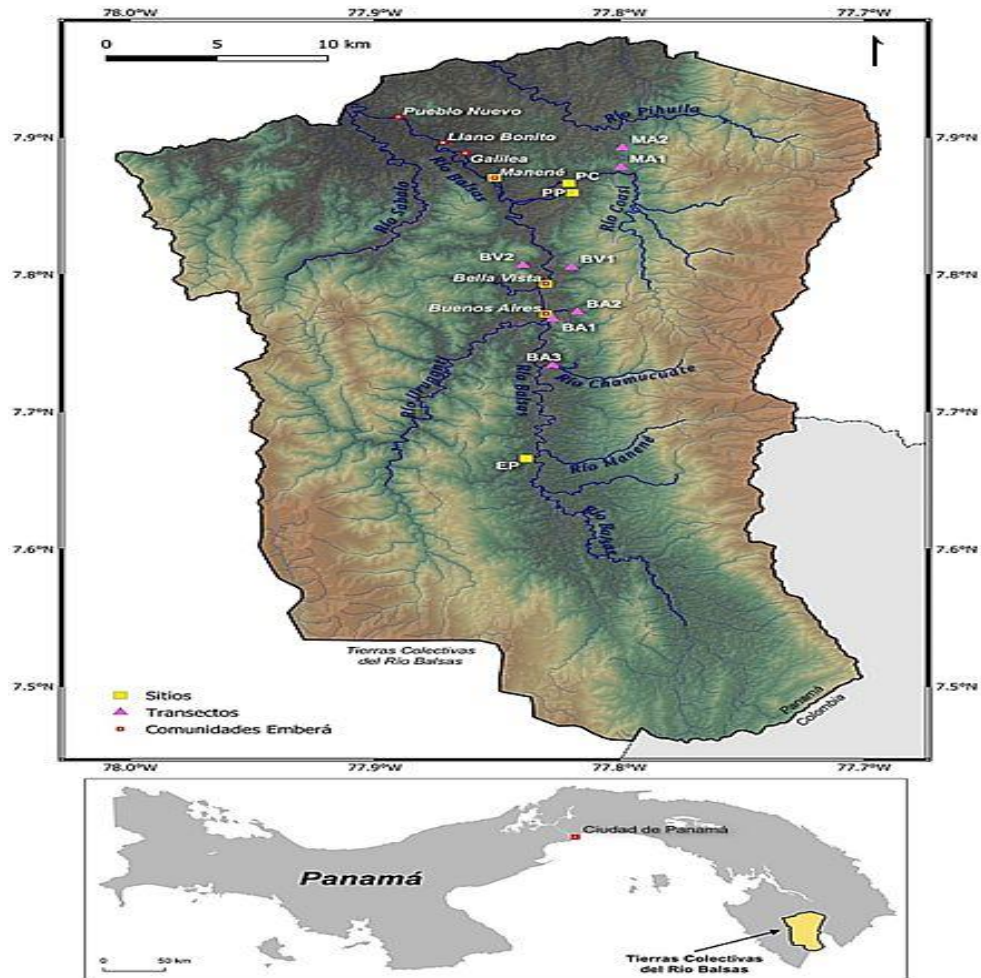 78.0°W 77.9°W 77.8°W 77.7°W
0 5 10 km
Pueblo Nuevo
Río Pihuila
7.9°N
7.9°N
Llano Bonito
MA2
Galilea
MA1
Río Balsas
Manené
PC
PP
Río Sábalo
Río Coasí
BV2
BV1
7.8°N
7.8°N
Bella Vista
Buenos Aires
BA2
BA1
BA3
Río Chamucuate
Río Balsas
7.7°N
7.7°N
Río Manené
EP
Río Balsas
7.6°N
7.6°N
Tierras Colectivas
del Río Balsas
7.5°N
7.5°N
Sitios
Transectos
Comunidades Emberá
Panamá
Colombia
78.0°W 77.9°W 77.8°W 77.7°W
Ciudad de Panamá
Panamá
0 50 km
Tierras Colectivas
del Río Balsas